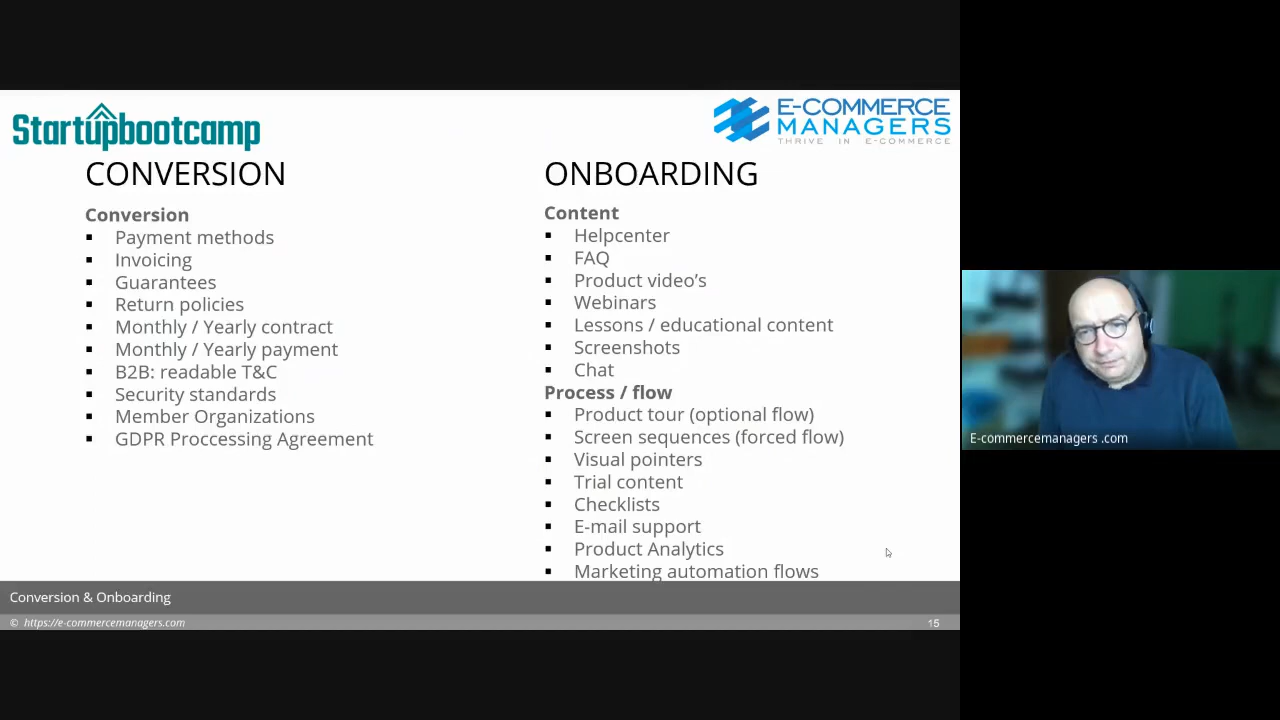 Startupbootcamp
E-COMMERCE
MANAGERS
THRIVE IN E-COMMERCE
CONVERSION
Conversion
Payment methods
Invoicing
Guarantees
Return policies
Monthly / Yearly contract
Monthly / Yearly payment
B2B: readable T&C
Security standards
Member Organizations
GDPR Proccessing Agreement
ONBOARDING
Content
Helpcenter
FAQ
Product video's
Webinars
Lessons / educational content
Screenshots
Chat
Process / flow
Product tour (optional flow)
Screen sequences (forced flow)
Visual pointers
Trial content
Checklists
E-mail support
Product Analytics
Marketing automation flows
E-commercemanagers .com
Conversion & Onboarding
© https://e-commercemanagers.com
15